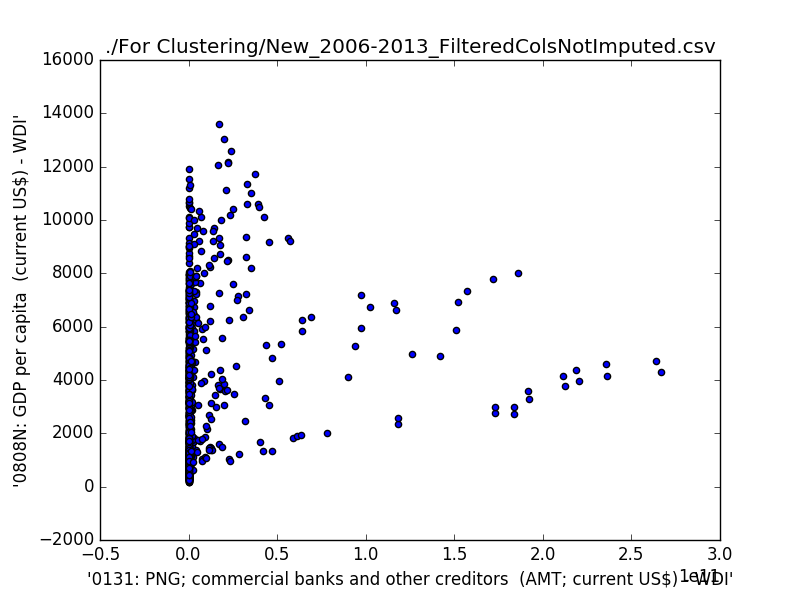 ./For Clustering/New_2006-2013_FilteredColsNotImputed.csv
16000
14000
12000
10000
8000
6000
4000
2000
0
−2000
'0808N: GDP per capita  (current US$) - WDI'
−0.5 0.0 0.5 1.0 1.5 2.0 2.5 3.0
1e11
'0131: PNG; commercial banks and other creditors  (AMT; current US$) - WDI'